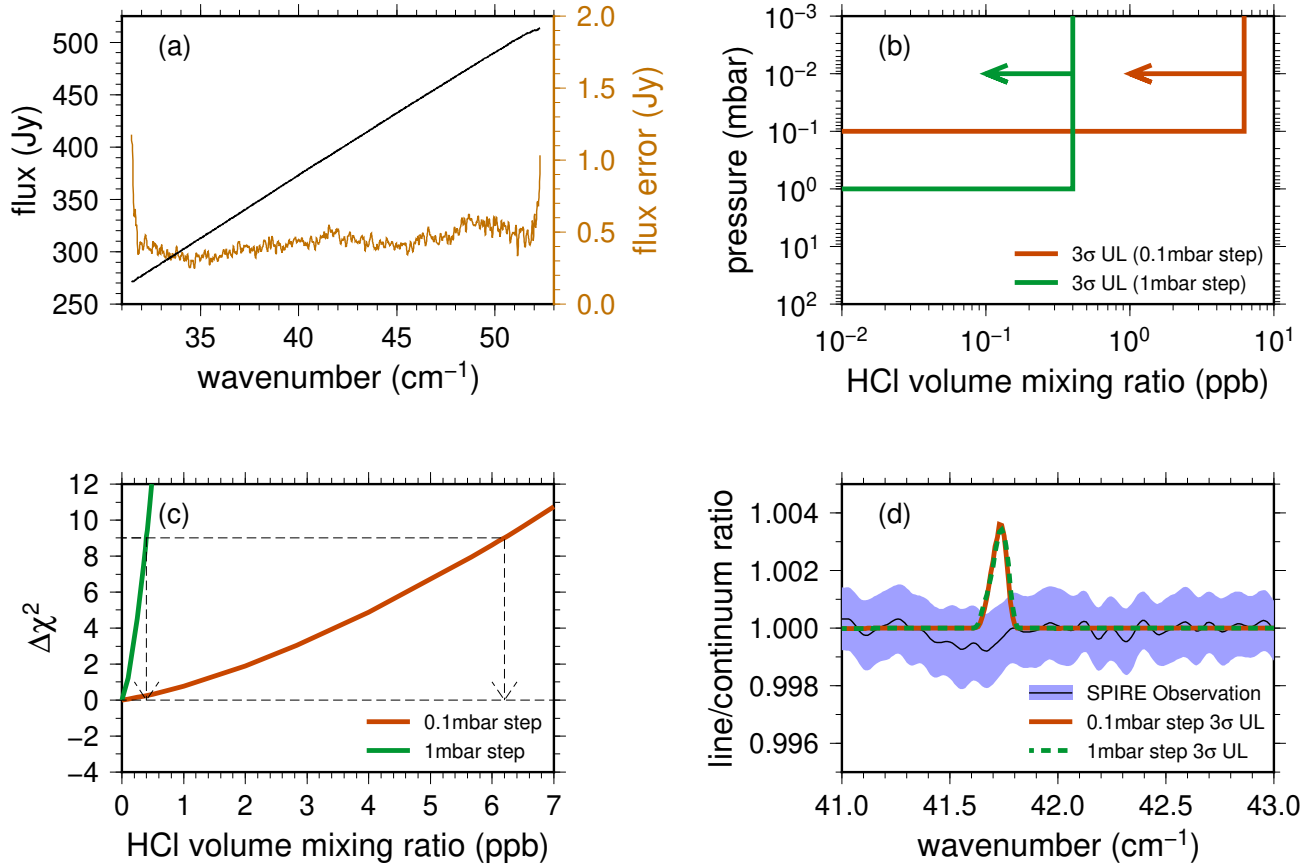 (a)
500
450
400
350
300
250
flux (Jy)
35
40
45
50
wavenumber (cm⁻¹)
2.0
1.5
1.0
0.5
0.0
flux error (Jy)
(b)
10⁻³
10⁻²
10⁻¹
10⁰
10¹
10²
pressure (mbar)
3σ UL (0.1mbar step)
3σ UL (1mbar step)
10⁻²
10⁻¹
10⁰
10¹
HCl volume mixing ratio (ppb)
(c)
12
10
8
6
4
2
0
−2
−4
Δχ²
0.1mbar step
1mbar step
0
1
2
3
4
5
6
7
HCl volume mixing ratio (ppb)
(d)
1.004
1.002
1.000
0.998
0.996
line/continuum ratio
SPIRE Observation
0.1mbar step 3σ UL
1mbar step 3σ UL
41.0
41.5
42.0
42.5
43.0
wavenumber (cm⁻¹)